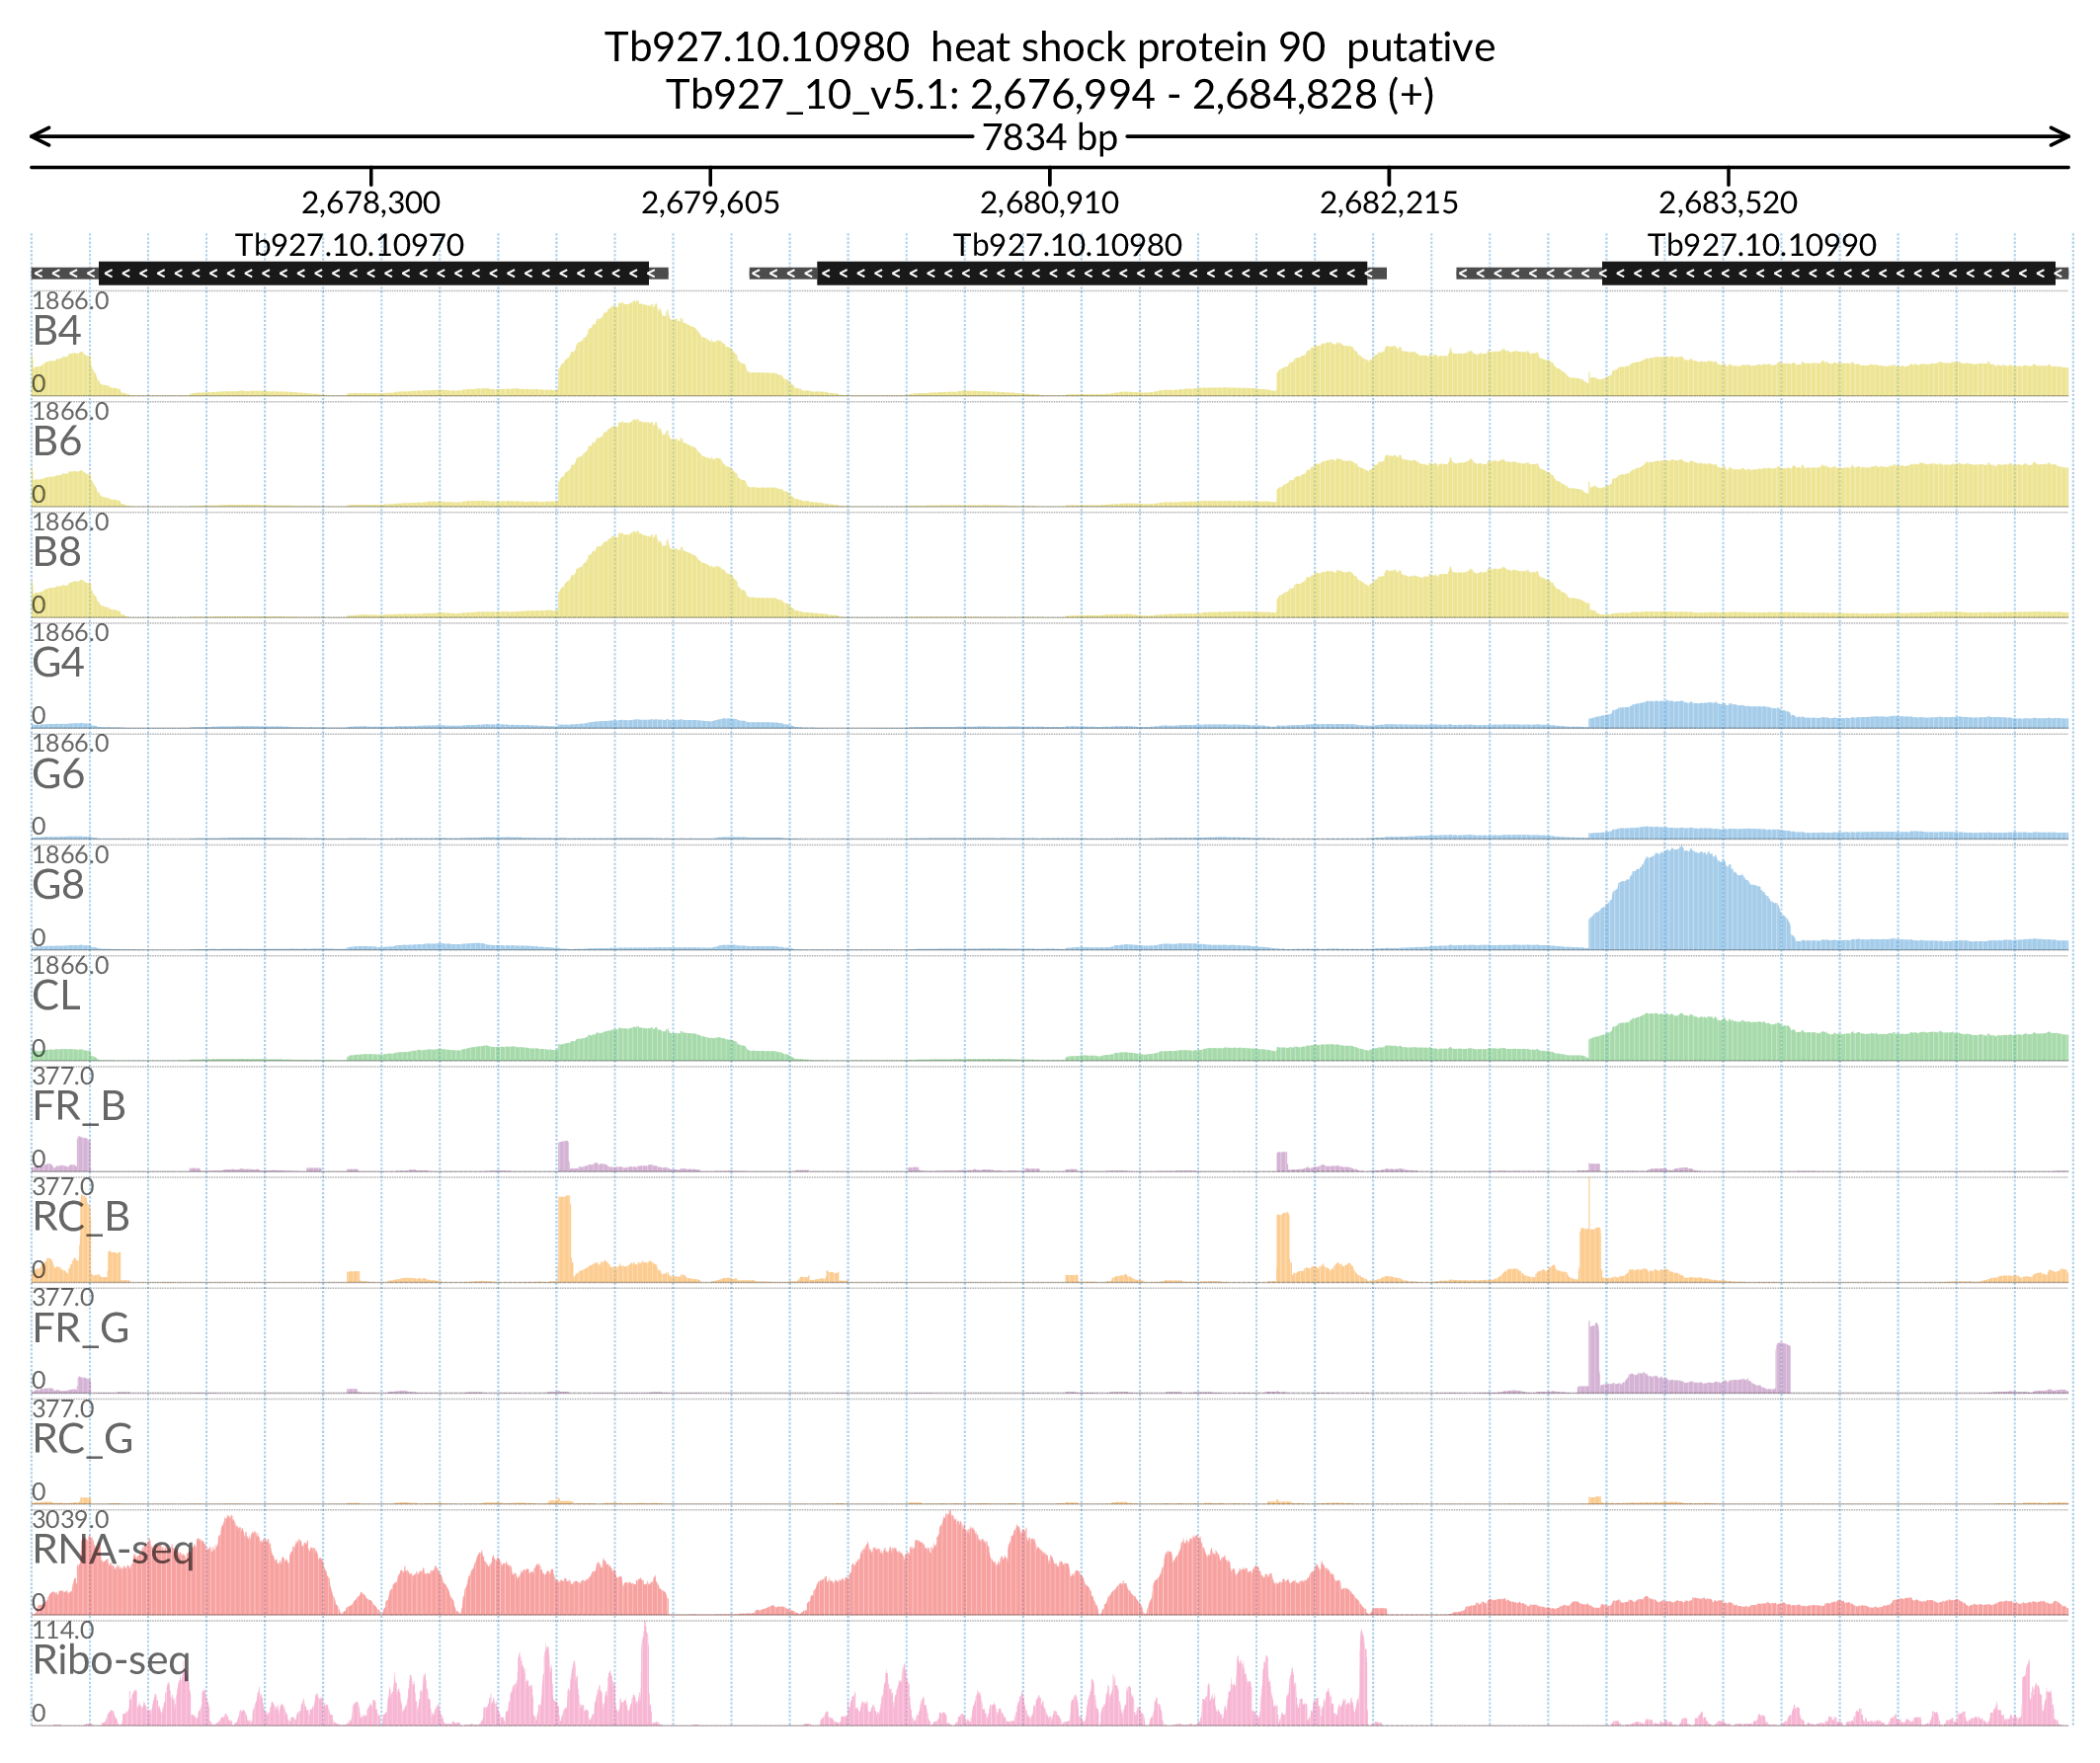 Tb927.10.10980  heat shock protein 90  putative
Tb927_10_v5.1: 2,676,994 - 2,684,828 (+)
7834 bp
2,678,300 2,679,605 2,680,910 2,682,215 2,683,520
Tb927.10.10970 Tb927.10.10980 Tb927.10.10990
1866.0
B4
0
1866.0
B6
0
1866.0
B8
0
1866.0
G4
0
1866.0
G6
0
1866.0
G8
0
1866.0
CL
0
377.0
FR_B
0
377.0
RC_B
0
377.0
FR_G
0
377.0
RC_G
0
3039.0
RNA-seq
0
114.0
Ribo-seq
0